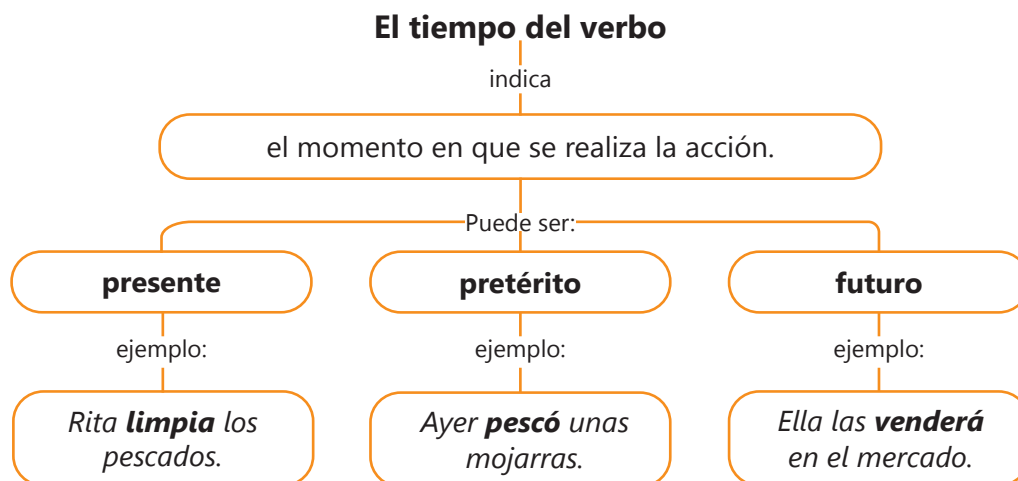 El tiempo del verbo
indica
el momento en que se realiza la acción.
Puede ser:
presente
pretérito
futuro
ejemplo:
ejemplo:
ejemplo:
Rita limpia los
pescados.
Ayer pescó unas
mojarras.
Ella las venderá
en el mercado.